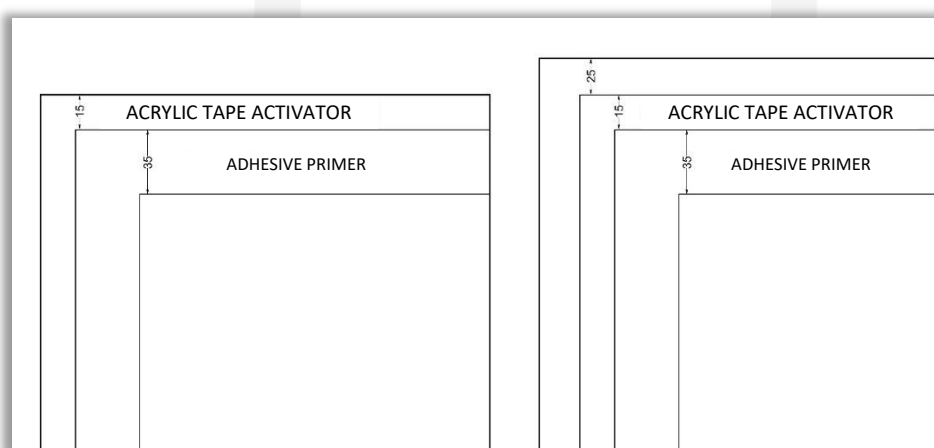 25
15 ACRYLIC TAPE ACTIVATOR
15 ACRYLIC TAPE ACTIVATOR
35 ADHESIVE PRIMER
35 ADHESIVE PRIMER